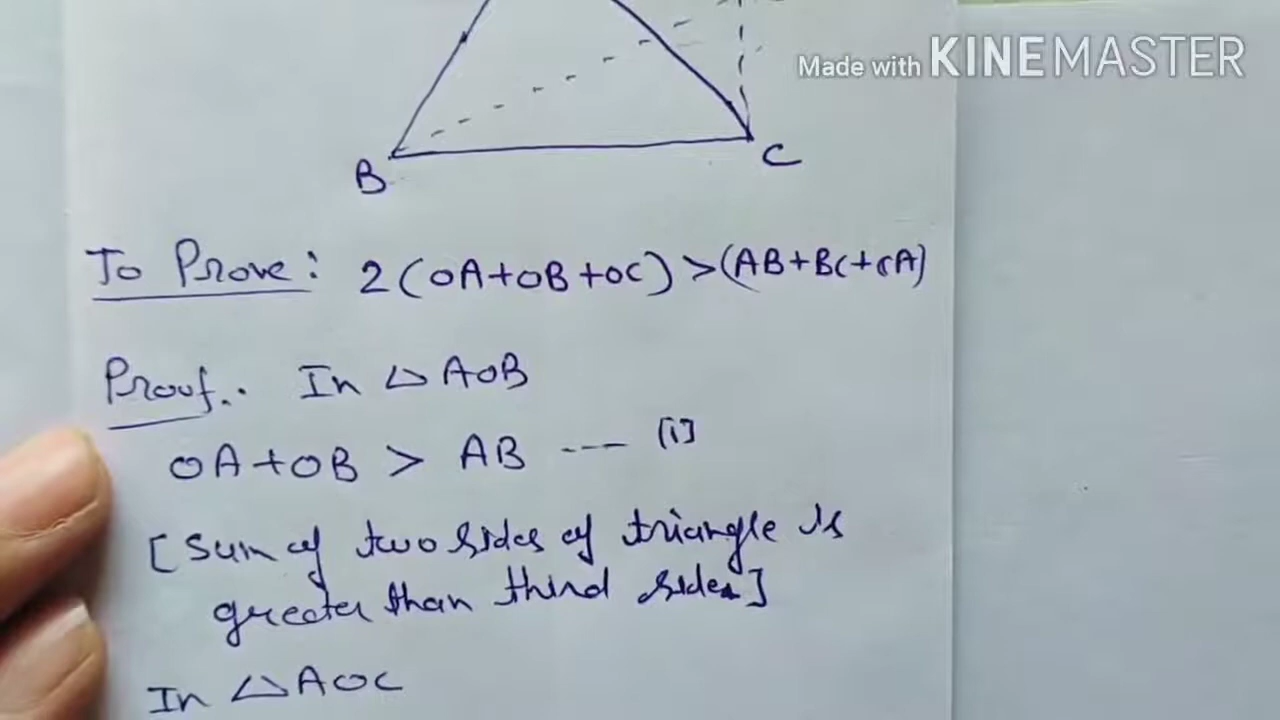 Made with KINEMASTER
B
C
To Prove: 2(OA+OB+OC)>(AB+BC+CA)
Proof.. In △AOB
OA+OB > AB --- [i]
[Sum of two sides of triangle is
greater than third side]
In △AOC